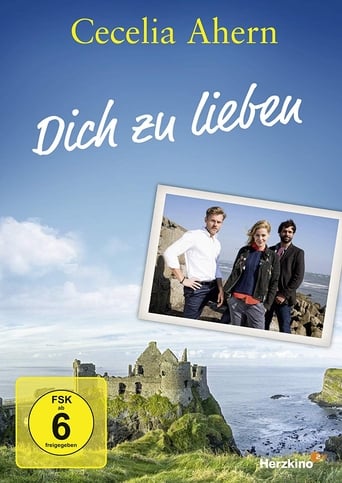 Cecelia Ahern
Dich zu lieben
FSK
ab
6
freigegeben
Herzkino